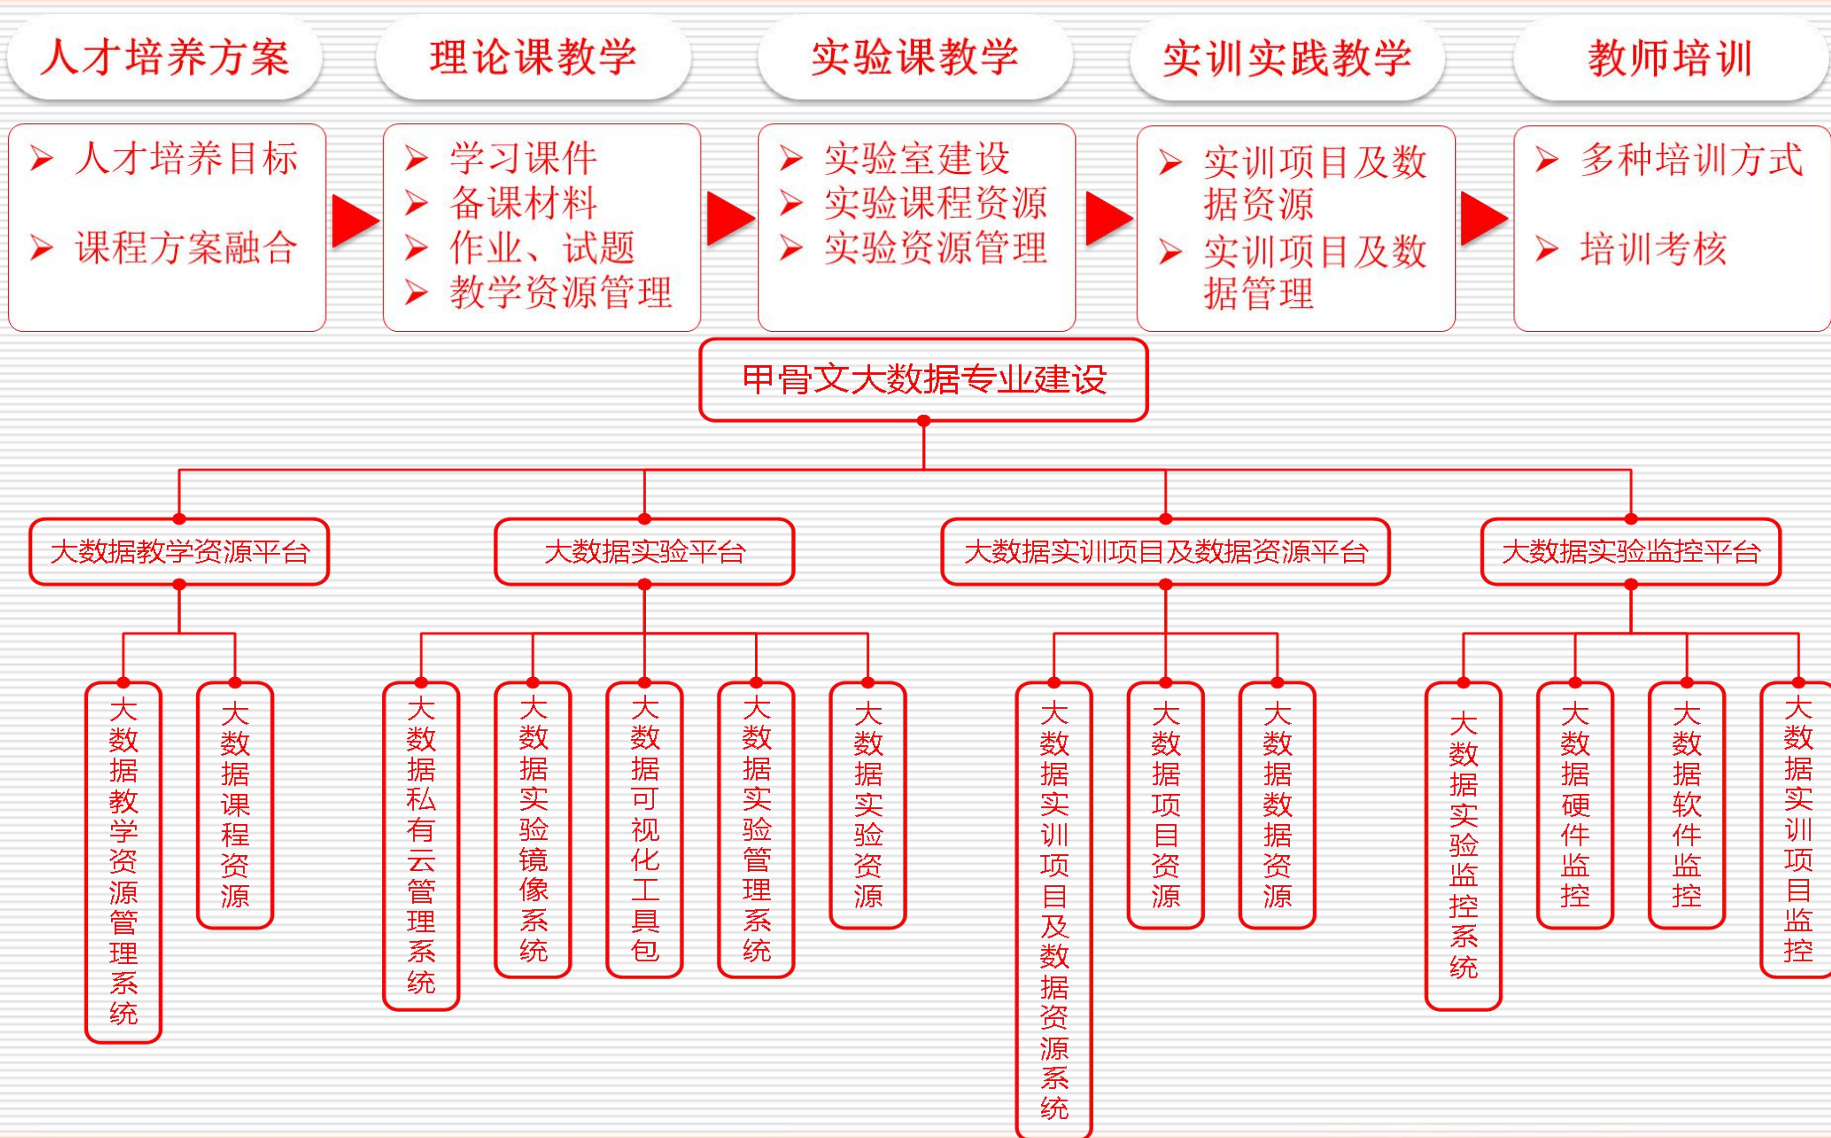 人才培养方案
理论课教学
实验课教学
实训实践教学
教师培训
人才培养目标
课程方案融合
学习课件
备课材料
作业、试题
教学资源管理
实验室建设
实验课程资源
实验资源管理
实训项目及数
据资源
实训项目及数
据管理
多种培训方式
培训考核
甲骨文大数据专业建设
大数据教学资源平台
大数据实验平台
大数据实训项目及数据资源平台
大数据实验监控平台
大数据教学资源管理系统
大数据课程资源
大数据私有云管理系统
大数据实验镜像系统
大数据可视化工具包
大数据实验管理系统
大数据实验资源
大数据实训项目及数据资源系统
大数据项目资源
大数据数据资源
大数据实验监控系统
大数据硬件监控
大数据软件监控
大数据实训项目监控